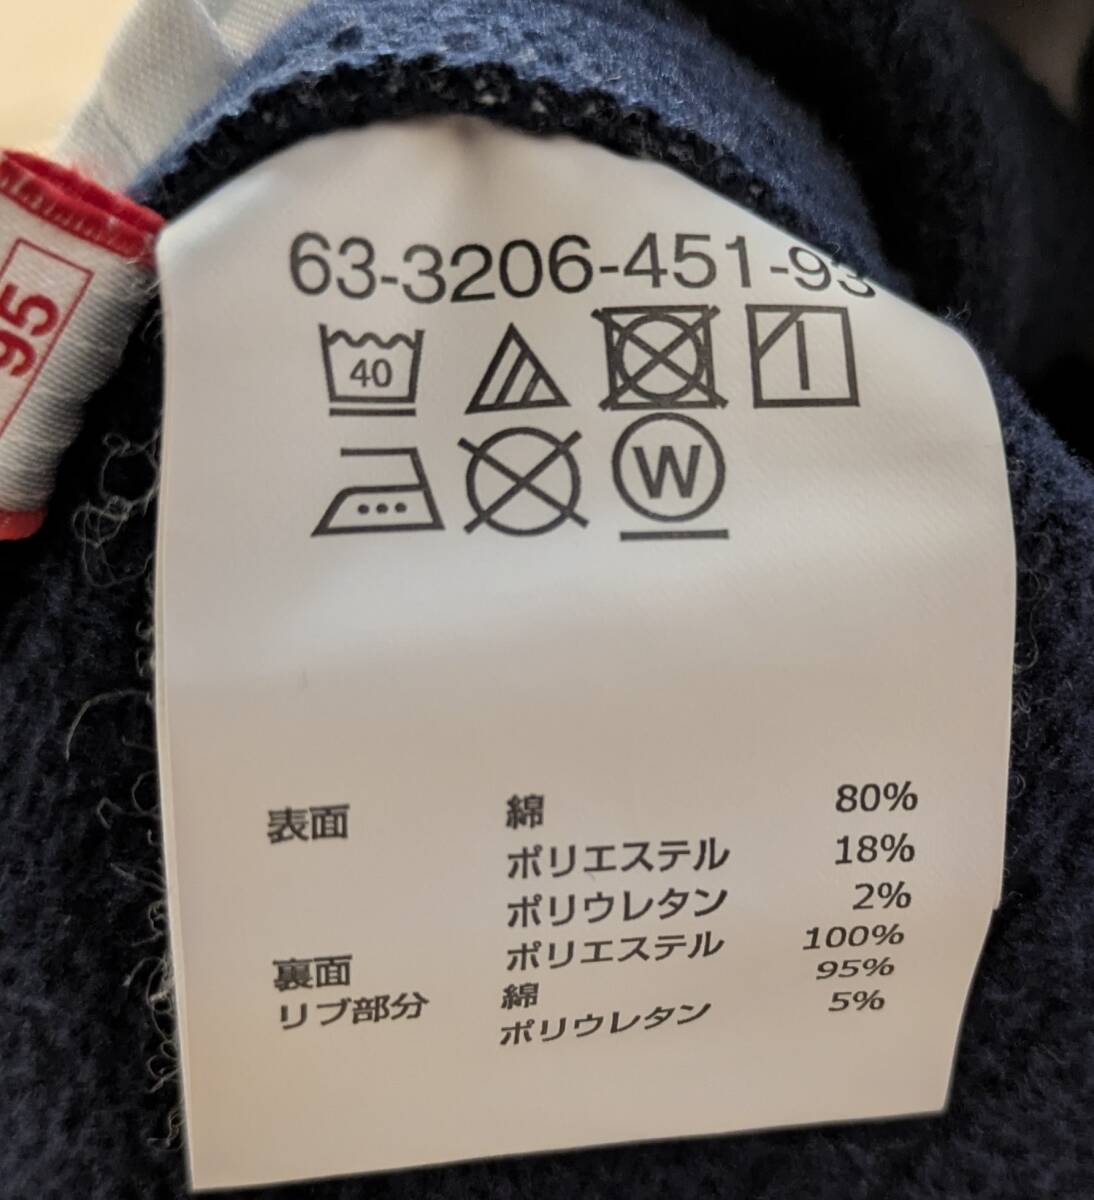 63-3206-451-93
95
40
W
表面 綿 80%
ポリエステル 18%
ポリウレタン 2%
裏面 ポリエステル 100%
リブ部分 綿 95%
ポリウレタン 5%